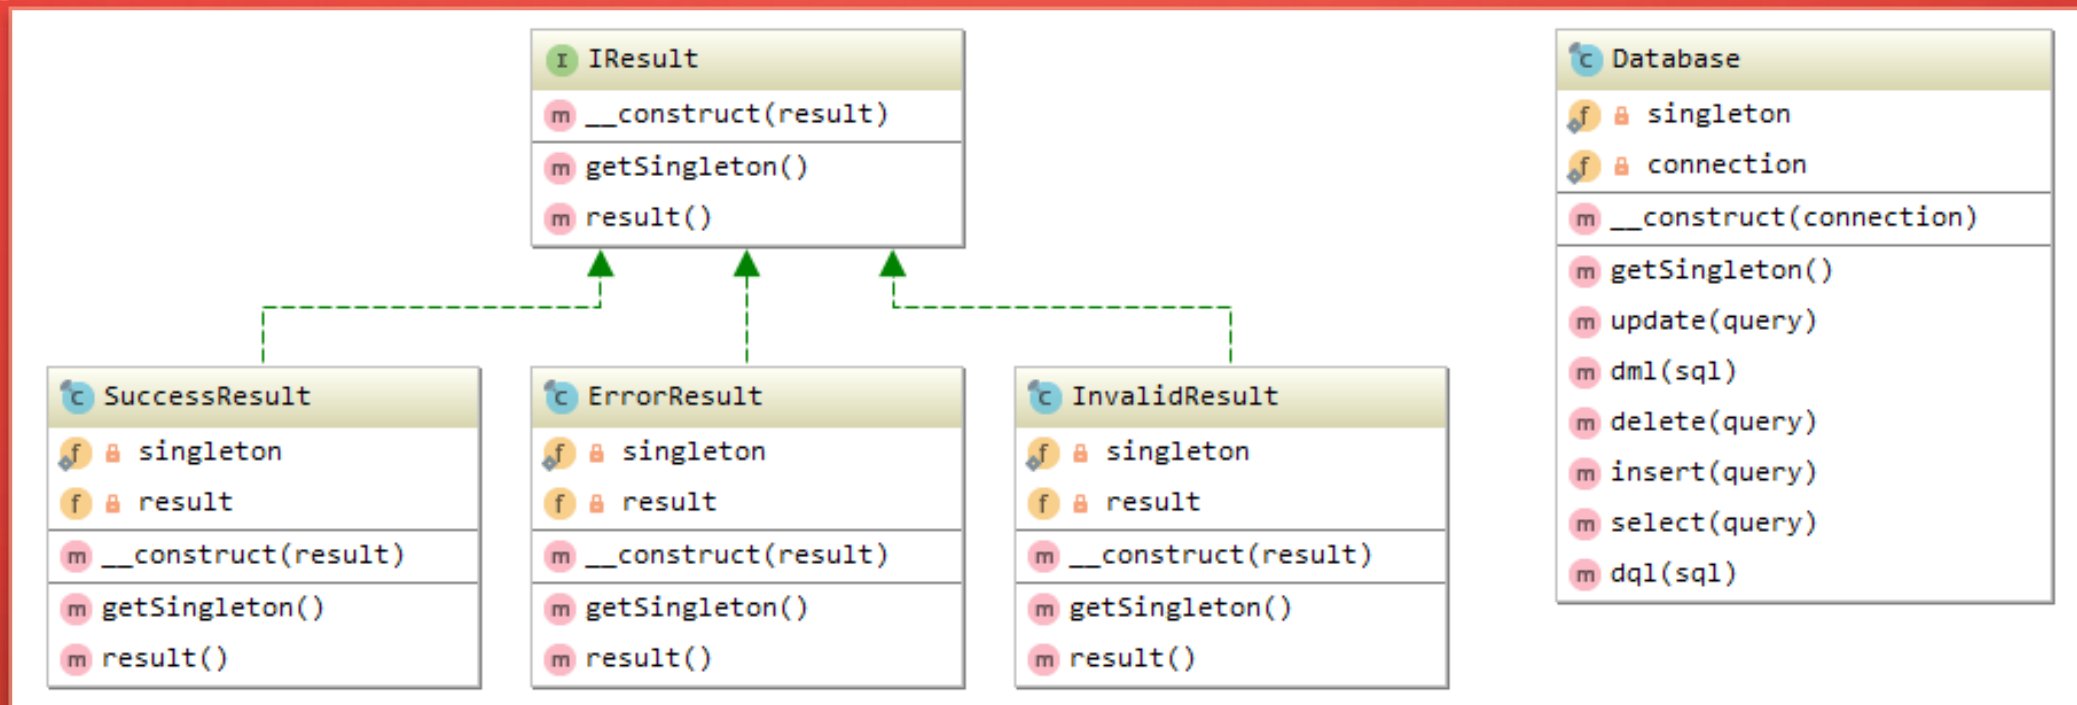 I IResult
m __construct(result)
m getSingleton()
m result()
C Database
f singleton
f connection
m __construct(connection)
m getSingleton()
m update(query)
m dml(sql)
m delete(query)
m insert(query)
m select(query)
m dql(sql)
C SuccessResult
f singleton
f result
m __construct(result)
m getSingleton()
m result()
C ErrorResult
f singleton
f result
m __construct(result)
m getSingleton()
m result()
C InvalidResult
f singleton
f result
m __construct(result)
m getSingleton()
m result()